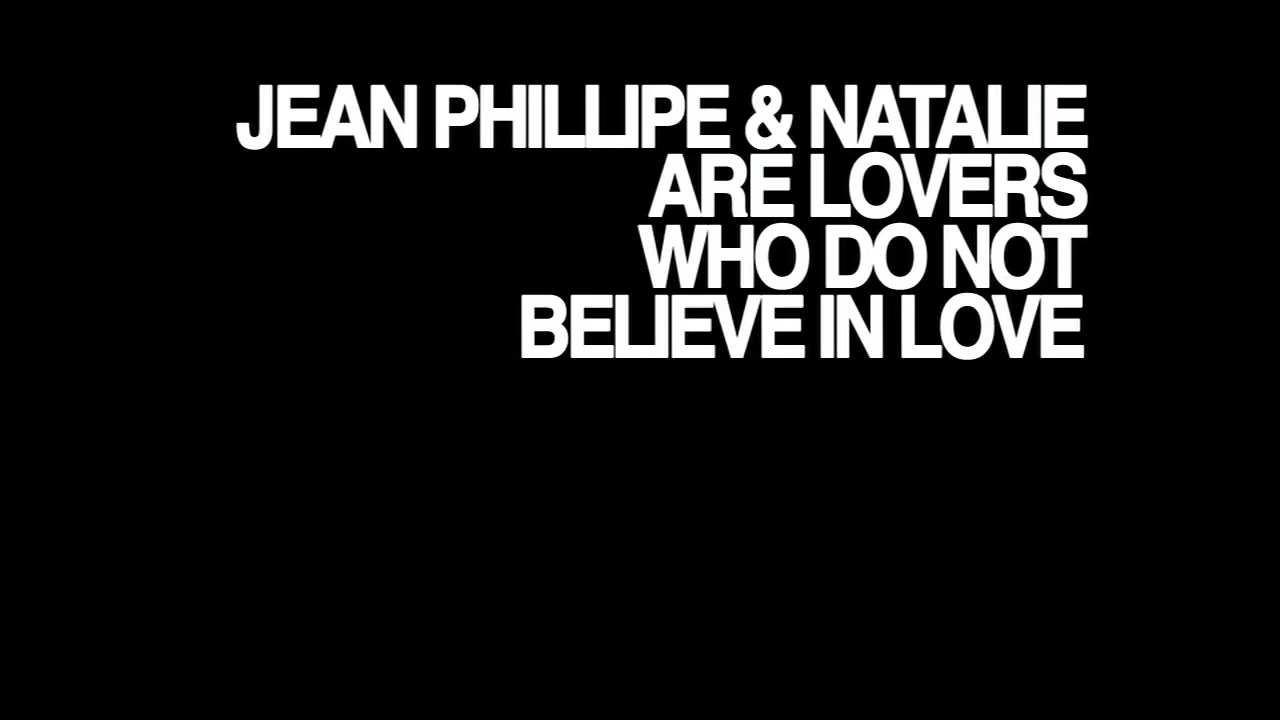 JEAN PHILLIPE & NATALIE
ARE LOVERS
WHO DO NOT
BELIEVE IN LOVE